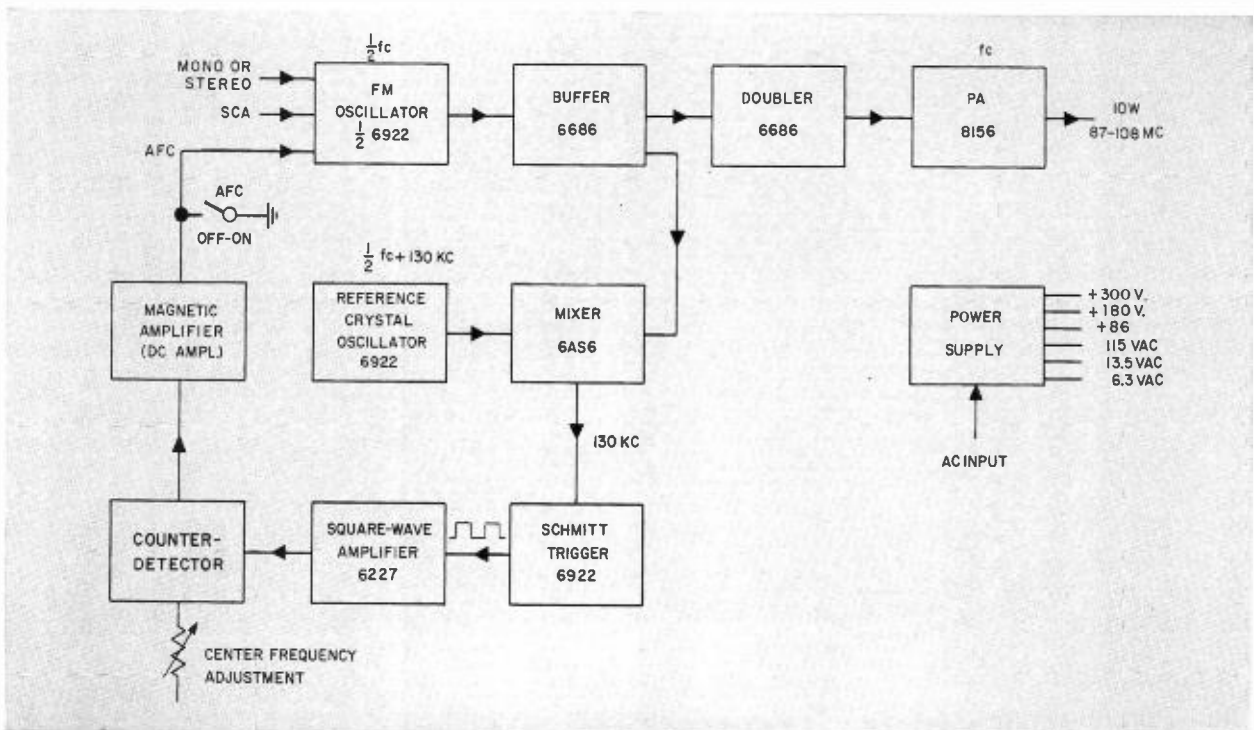 MONO OR
STEREO
SCA
AFC
1/2 fc
FM
OSCILLATOR
1/2 6922
BUFFER
6686
DOUBLER
6686
fc
PA
8156
10W
87-108 MC
AFC
OFF-ON
MAGNETIC
AMPLIFIER
(DC AMPL)
1/2 fc+130 KC
REFERENCE
CRYSTAL
OSCILLATOR
6922
MIXER
6AS6
130 KC
POWER
SUPPLY
+300 V.
+180 V.
+86
115 VAC
13.5 VAC
6.3 VAC
AC INPUT
COUNTER-
DETECTOR
SQUARE-WAVE
AMPLIFIER
6227
SCHMITT
TRIGGER
6922
CENTER FREQUENCY
ADJUSTMENT